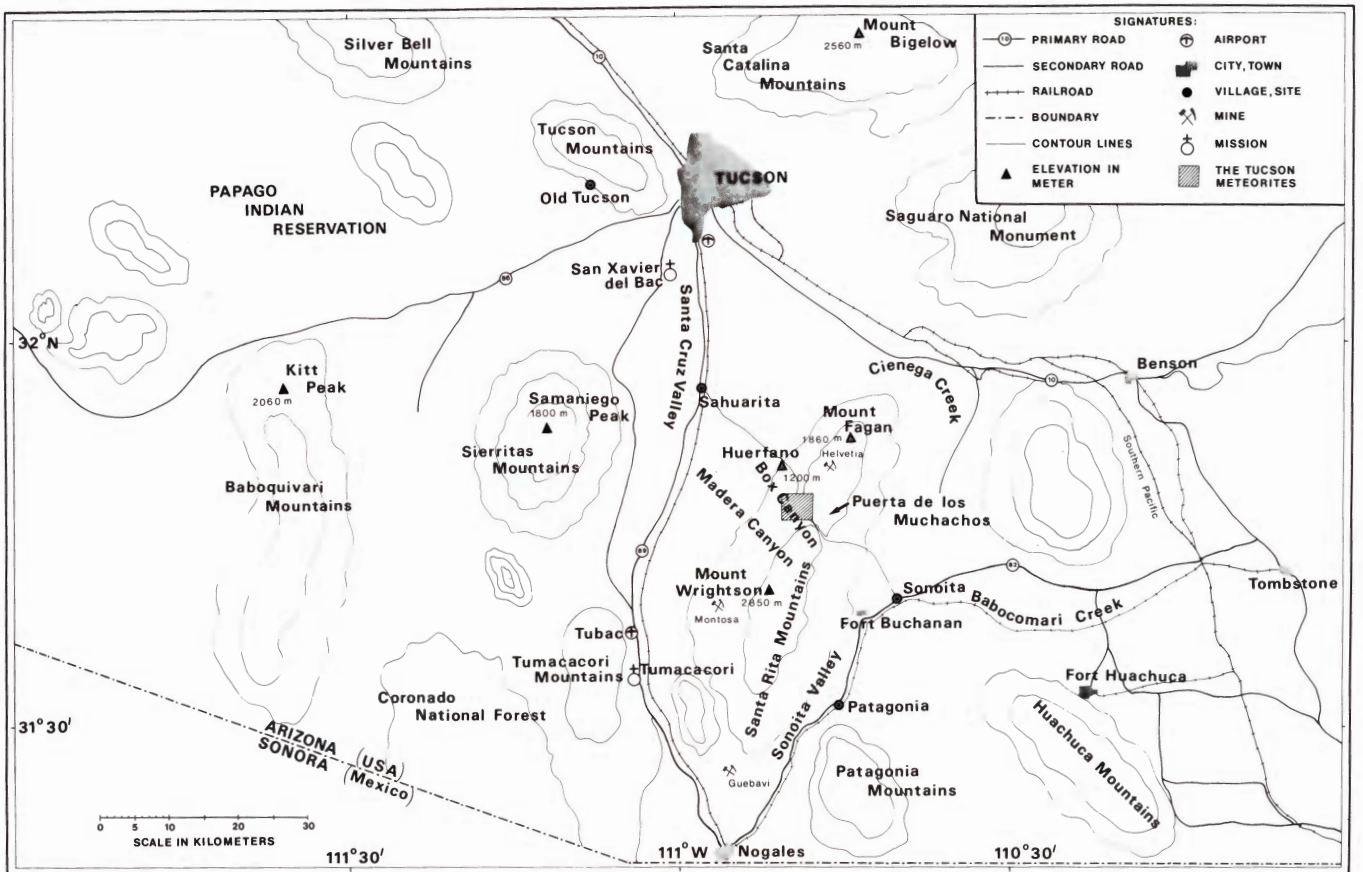 Silver Bell
Mountains
10
Santa
Catalina
Mountains
Mount
Bigelow
2560 m
SIGNATURES:
10 PRIMARY ROAD
SECONDARY ROAD
RAILROAD
BOUNDARY
CONTOUR LINES
ELEVATION IN
METER
AIRPORT
CITY, TOWN
VILLAGE, SITE
MINE
MISSION
THE TUCSON
METEORITES
Tucson
Mountains
Old Tucson
TUCSON
PAPAGO
INDIAN
RESERVATION
Saguaro National
Monument
86
San Xavier
del Bac
Santa Cruz Valley
32°N
Kitt
Peak
2060 m
Samaniego
Peak
1800 m
Sierritas
Mountains
Sahuarita
Cienega Creek
10
Benson
Mount
Fagan
1860 m
Helvetia
Huerfano
1200 m
Box Canyon
Madera Canyon
Puerta de los
Muchachos
Southern Pacific
Baboquivari
Mountains
89
Mount
Wrightson
2850 m
Montosa
Santa Rita Mountains
82
Sonoita
Babocomari Creek
Tombstone
Fort Buchanan
Tubac
Tumacacori
Mountains
Tumacacori
Sonoita Valley
Patagonia
Fort Huachuca
Huachuca Mountains
Coronado
National Forest
31°30'
ARIZONA (USA)
SONORA (Mexico)
Guebavi
Patagonia
Mountains
0 5 10 20 30
SCALE IN KILOMETERS
111°30'
111°W
Nogales
110°30'